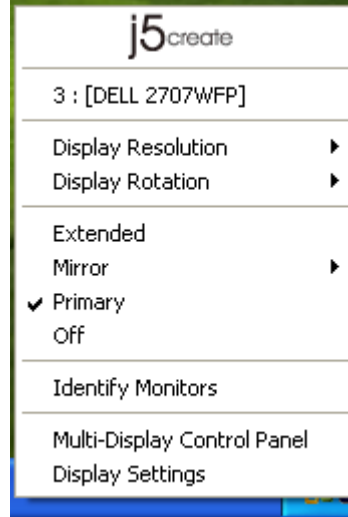 j5create
3 : [DELL 2707WFP]
Display Resolution
Display Rotation
Extended
Mirror
Primary
Off
Identify Monitors
Multi-Display Control Panel
Display Settings